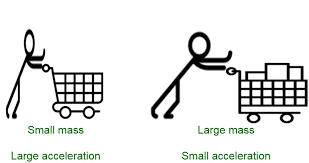 Small mass
Large acceleration
Large mass
Small acceleration